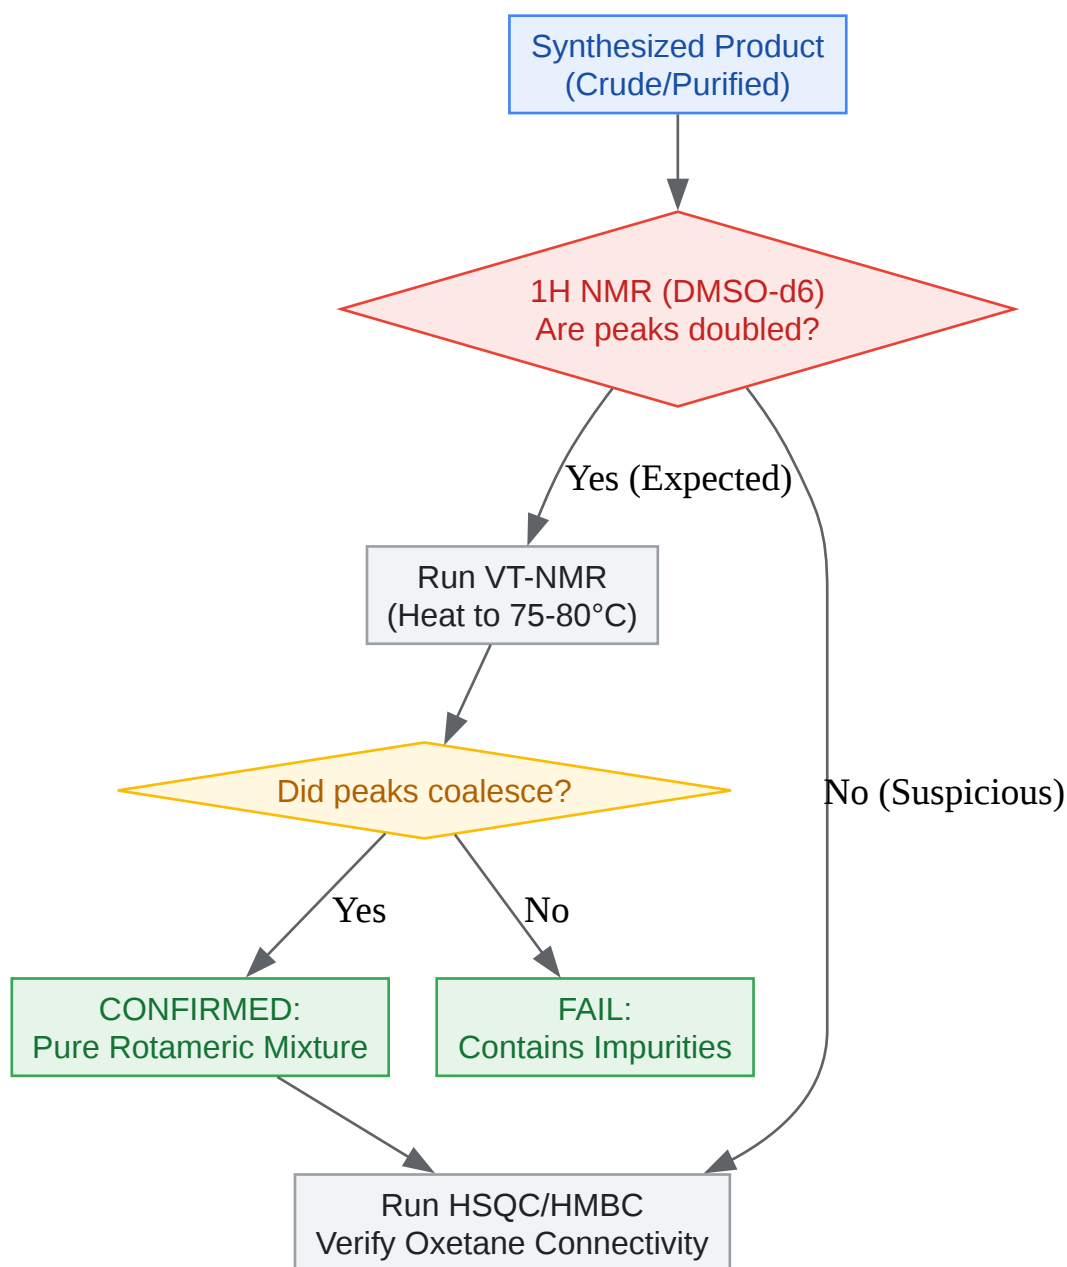 Synthesized Product
(Crude/Purified)
1H NMR (DMSO-d6)
Are peaks doubled?
Yes (Expected)
Run VT-NMR
(Heat to 75-80°C)
Did peaks coalesce?
No (Suspicious)
Yes
No
CONFIRMED:
Pure Rotameric Mixture
FAIL:
Contains Impurities
Run HSQC/HMBC
Verify Oxetane Connectivity